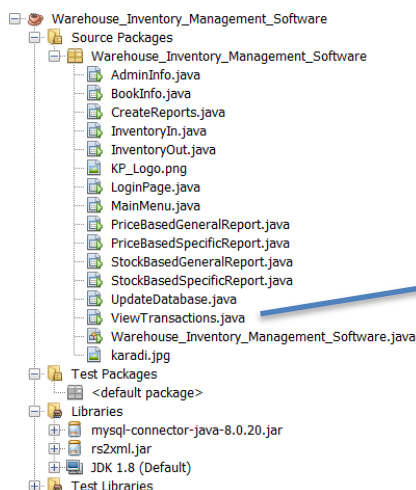 Warehouse_Inventory_Management_Software
Source Packages
Warehouse_Inventory_Management_Software
AdminInfo.java
BookInfo.java
CreateReports.java
InventoryIn.java
InventoryOut.java
KP_Logo.png
LoginPage.java
MainMenu.java
PriceBasedGeneralReport.java
PriceBasedSpecificReport.java
StockBasedGeneralReport.java
StockBasedSpecificReport.java
UpdateDatabase.java
ViewTransactions.java
Warehouse_Inventory_Management_Software.java
karadi.jpg
Test Packages
<default package>
Libraries
mysql-connector-java-8.0.20.jar
rs2xml.jar
JDK 1.8 (Default)
Test Libraries